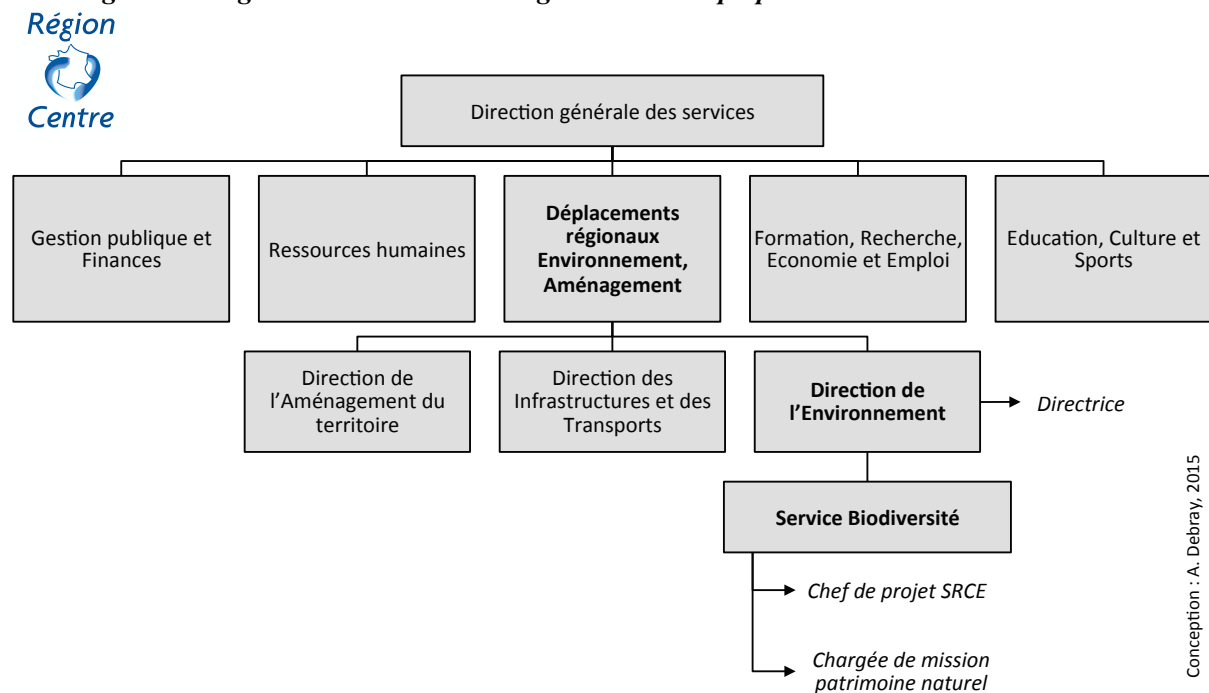 Région
Centre
Direction générale des services
Gestion publique et
Finances
Ressources humaines
Déplacements
régionaux
Environnement,
Aménagement
Formation, Recherche,
Economie et Emploi
Education, Culture et
Sports
Direction de
l'Aménagement du
territoire
Direction des
Infrastructures et des
Transports
Direction de
l'Environnement
Directrice
Service Biodiversité
Chef de projet SRCE
Chargée de mission
patrimoine naturel
Conception : A. Debray, 2015